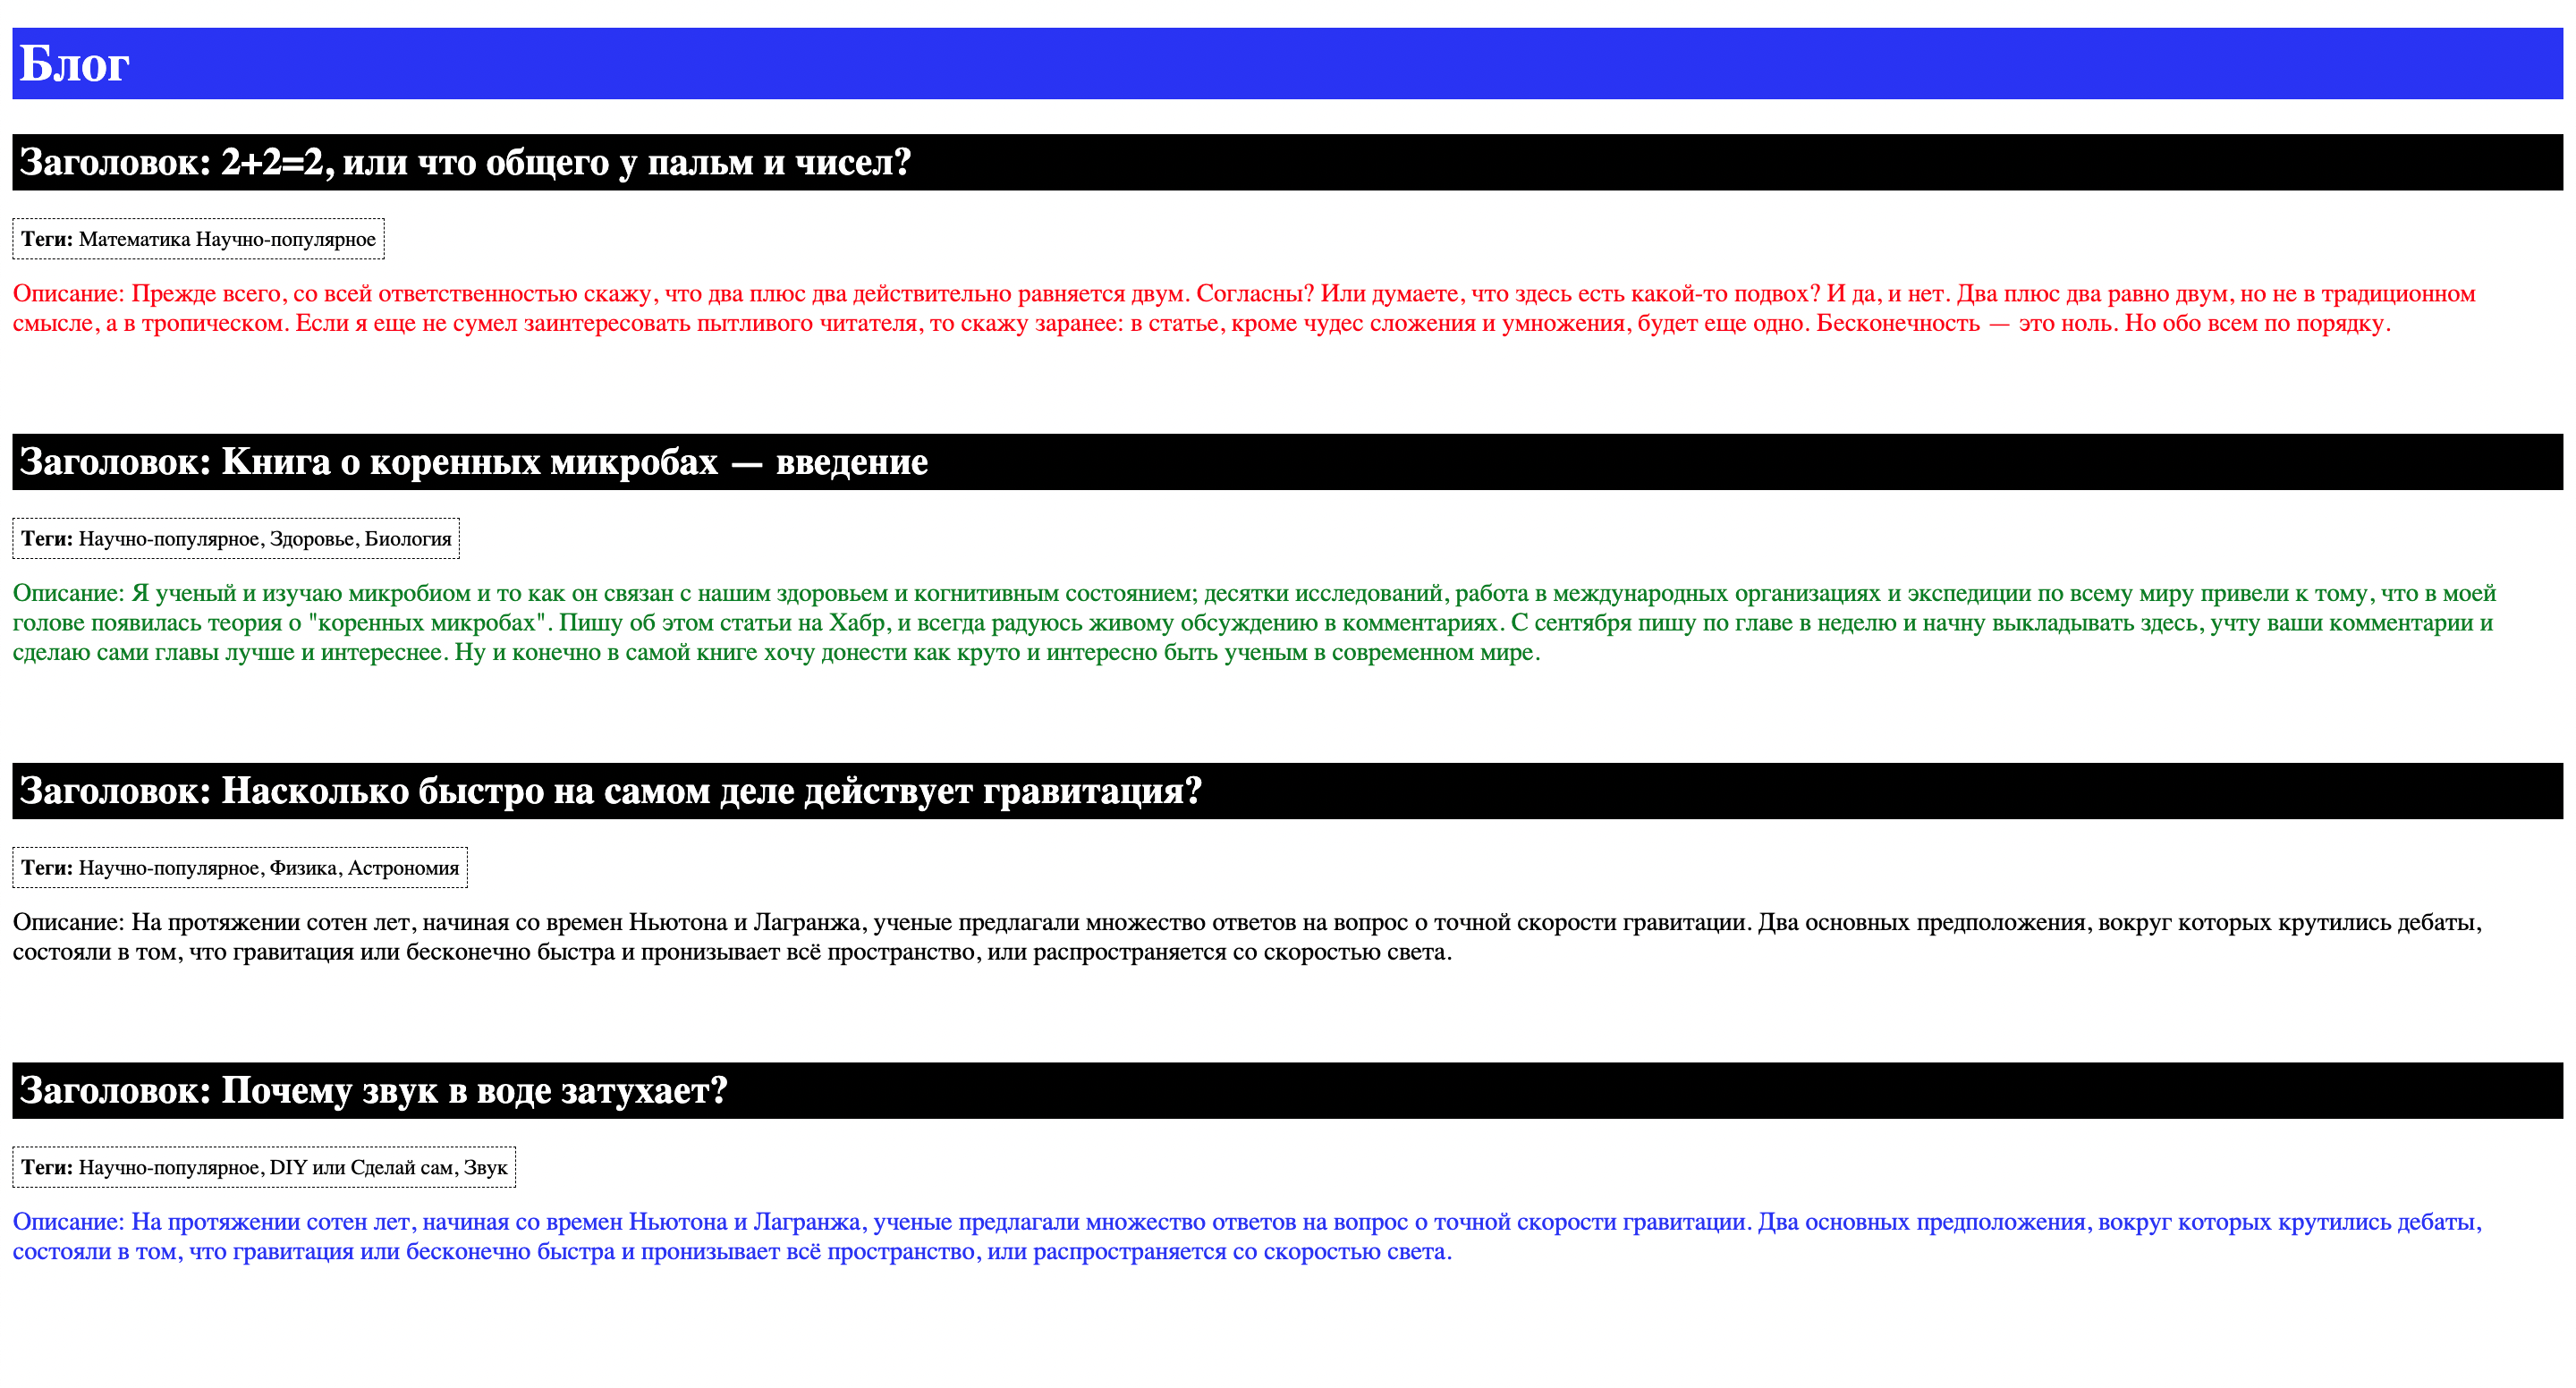 Блог
Заголовок: 2+2=2, или что общего у пальм и чисел?
Теги: Математика Научно-популярное
Описание: Прежде всего, со всей ответственностью скажу, что два плюс два действительно равняется двум. Согласны? Или думаете, что здесь есть какой-то подвох? И да, и нет. Два плюс два равно двум, но не в традиционном
смысле, а в тропическом. Если я еще не сумел заинтересовать пытливого читателя, то скажу заранее: в статье, кроме чудес сложения и умножения, будет еще одно. Бесконечность — это ноль. Но обо всем по порядку.
Заголовок: Книга о коренных микробах — введение
Теги: Научно-популярное, Здоровье, Биология
Описание: Я ученый и изучаю микробиом и то как он связан с нашим здоровьем и когнитивным состоянием; десятки исследований, работа в международных организациях и экспедиции по всему миру привели к тому, что в моей
голове появилась теория о "коренных микробах". Пишу об этом статьи на Хабр, и всегда радуюсь живому обсуждению в комментариях. С сентября пишу по главе в неделю и начну выкладывать здесь, учту ваши комментарии и
сделаю сами главы лучше и интереснее. Ну и конечно в самой книге хочу донести как круто и интересно быть ученым в современном мире.
Заголовок: Насколько быстро на самом деле действует гравитация?
Теги: Научно-популярное, Физика, Астрономия
Описание: На протяжении сотен лет, начиная со времен Ньютона и Лагранжа, ученые предлагали множество ответов на вопрос о точной скорости гравитации. Два основных предположения, вокруг которых крутились дебаты,
состояли в том, что гравитация или бесконечно быстра и пронизывает всё пространство, или распространяется со скоростью света.
Заголовок: Почему звук в воде затухает?
Теги: Научно-популярное, DIY или Сделай сам, Звук
Описание: На протяжении сотен лет, начиная со времен Ньютона и Лагранжа, ученые предлагали множество ответов на вопрос о точной скорости гравитации. Два основных предположения, вокруг которых крутились дебаты,
состояли в том, что гравитация или бесконечно быстра и пронизывает всё пространство, или распространяется со скоростью света.